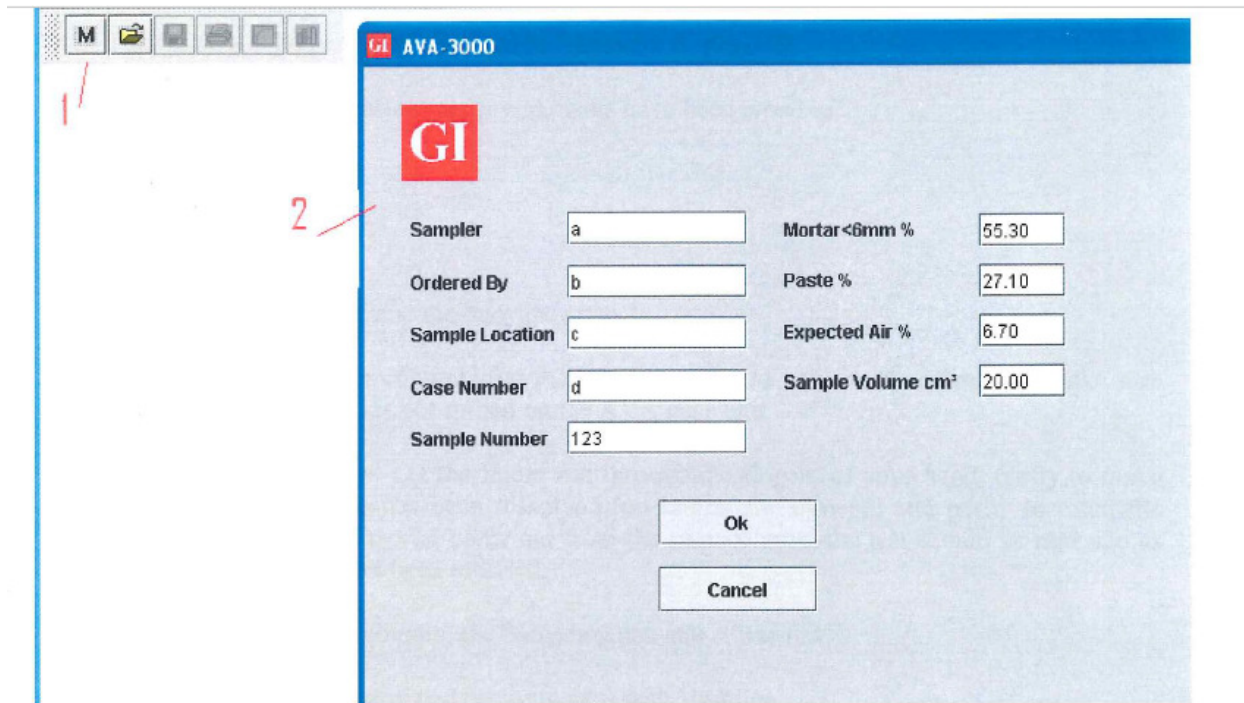 M
GI AVA-3000
1
GI
2
Sampler a Mortar<6mm % 55.30
Ordered By b Paste % 27.10
Sample Location c Expected Air % 6.70
Case Number d Sample Volume cm³ 20.00
Sample Number 123
Ok
Cancel